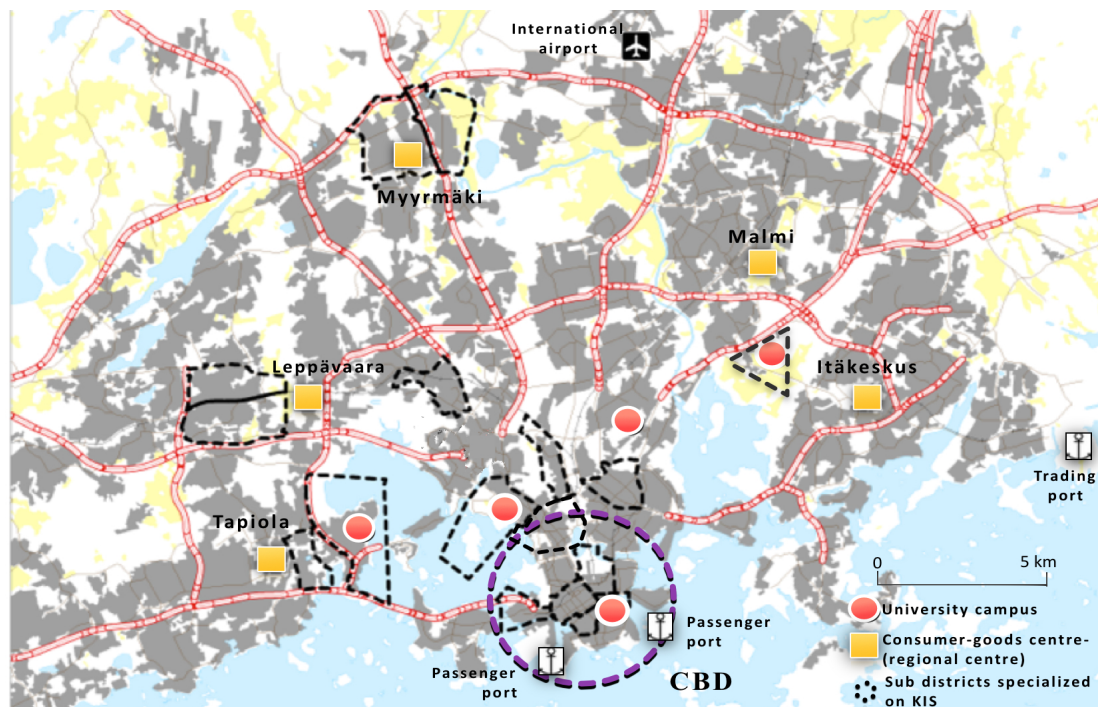 International
airport
Myyrmäki
Malmi
Leppävaara
Itäkeskus
Trading
port
Tapiola
0 5 km
University campus
Passenger
port
Consumer-goods centre-
(regional centre)
Passenger
port
CBD
Sub districts specialized
on KIS